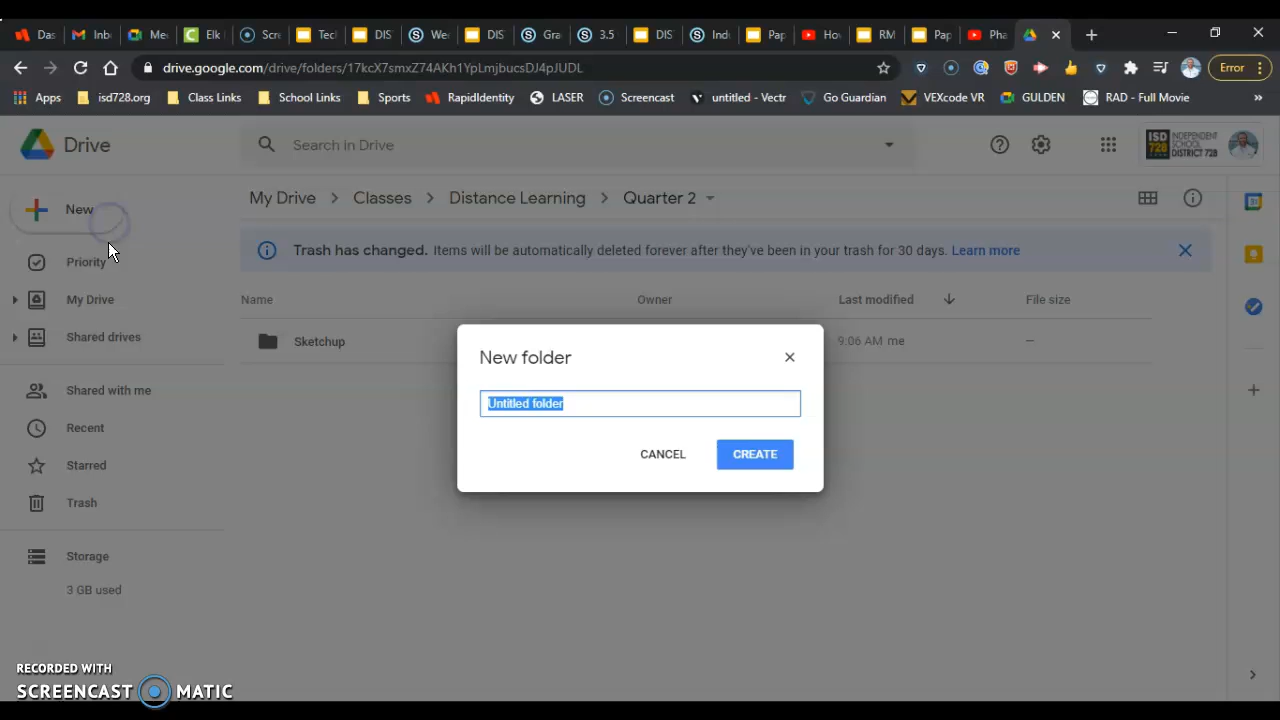 Das
Inbo
Mee
Elk
Scre
Tech
DIS
Wee
DIS
Gra
3.5
DIS
Ind
Pap
Hov
RM
Pap
Pha
drive.google.com/drive/folders/17kcX7smxZ74AKh1YpLmjbucsDJ4pJUDL
Error
Apps isd728.org Class Links School Links Sports RapidIdentity LASER Screencast untitled - Vectr Go Guardian VEXcode VR GULDEN RAD - Full Movie »
Drive
Search in Drive
ISD 728
INDEPENDENT
SCHOOL
DISTRICT 728
New
My Drive > Classes > Distance Learning > Quarter 2
Trash has changed. Items will be automatically deleted forever after they've been in your trash for 30 days. Learn more
Priority
My Drive
Shared drives
Shared with me
Recent
Starred
Trash
Storage
3 GB used
Name Owner Last modified File size
Sketchup 9:06 AM me –
New folder
Untitled folder
CANCEL CREATE
RECORDED WITH
SCREENCAST MATIC